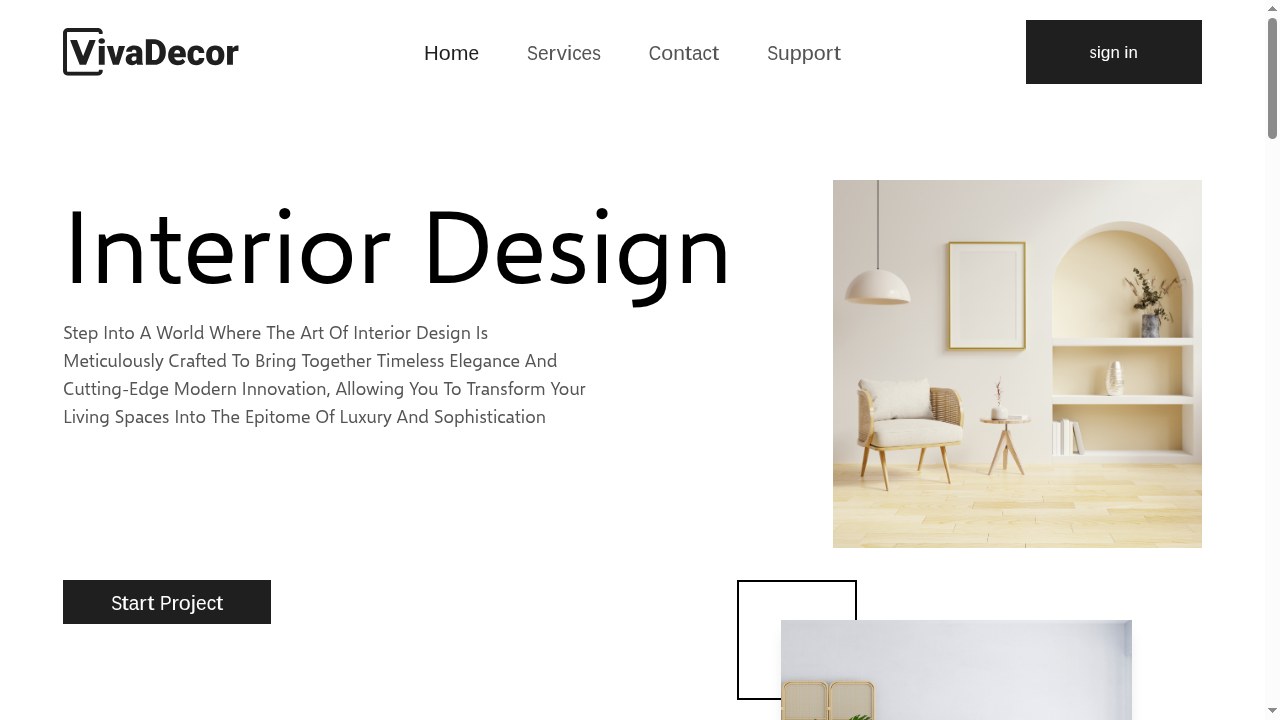 VivaDecor
Home
Services
Contact
Support
sign in
Interior Design
Step Into A World Where The Art Of Interior Design Is
Meticulously Crafted To Bring Together Timeless Elegance And
Cutting-Edge Modern Innovation, Allowing You To Transform Your
Living Spaces Into The Epitome Of Luxury And Sophistication
Start Project